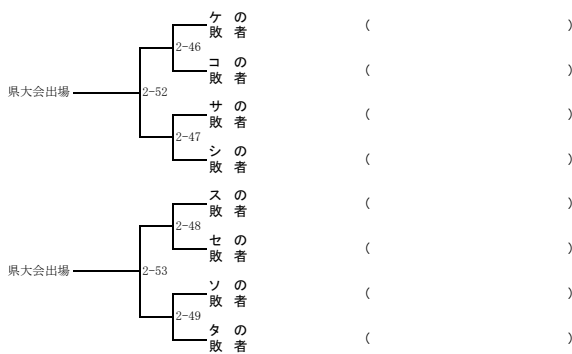 ケ の
敗 者
(　　　)
2-46
コ の
敗 者
(　　　)
県大会出場
2-52
サ の
敗 者
(　　　)
2-47
シ の
敗 者
(　　　)
ス の
敗 者
(　　　)
2-48
セ の
敗 者
(　　　)
県大会出場
2-53
ソ の
敗 者
(　　　)
2-49
タ の
敗 者
(　　　)